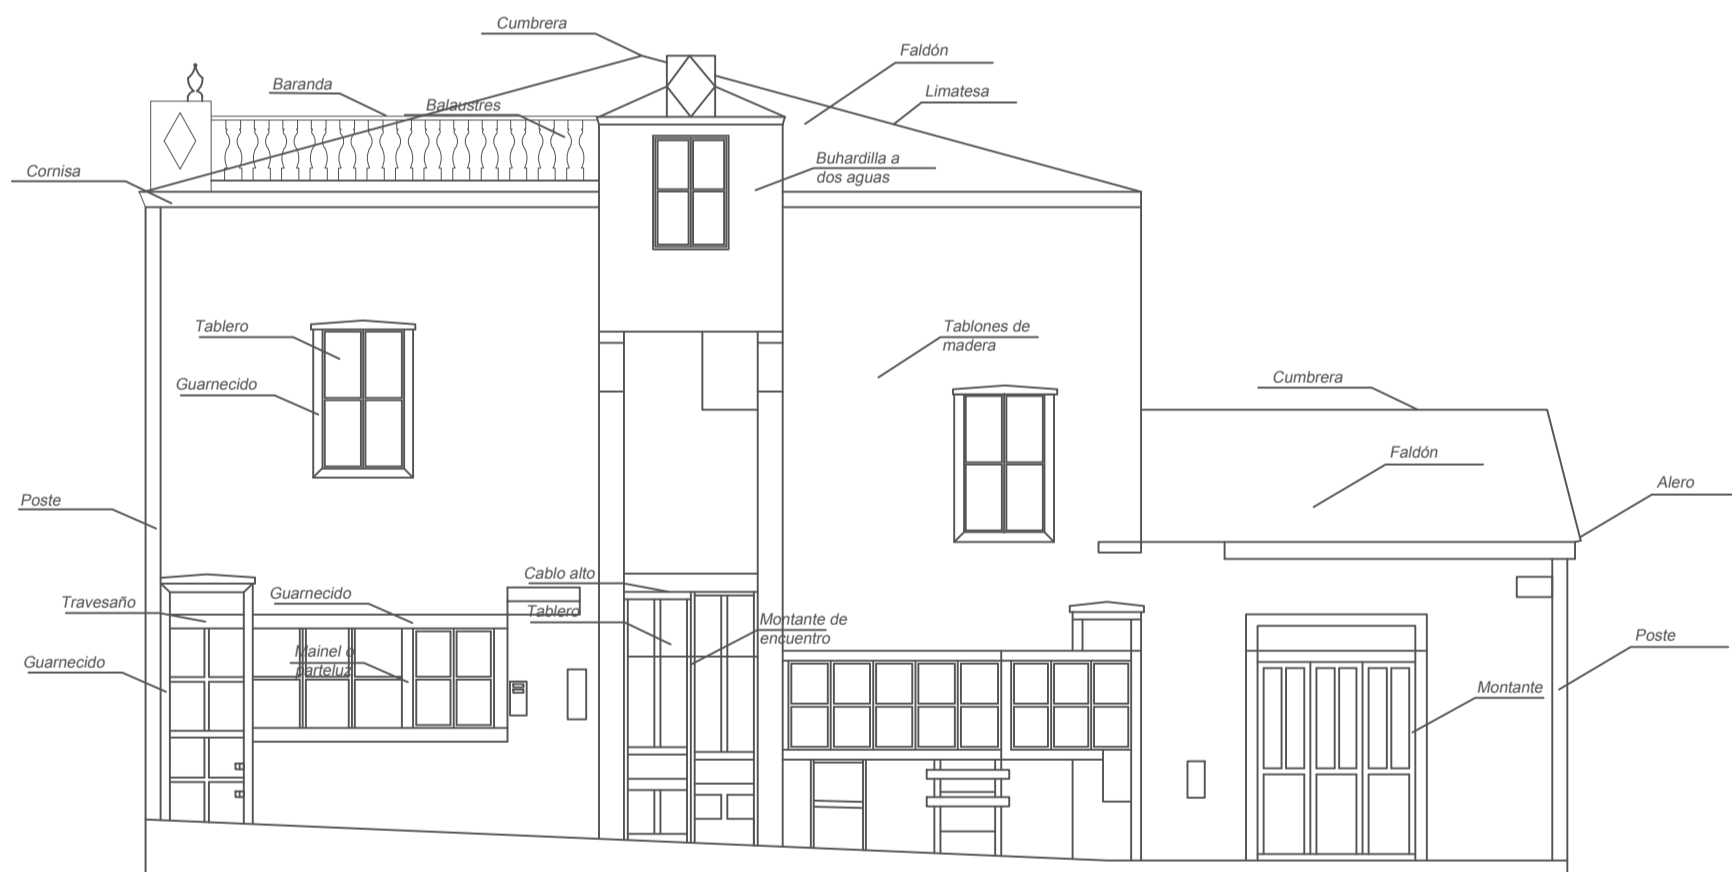 Cumbrera
Faldón
Baranda
Limatesa
Balaustres
Buhardilla a
dos aguas
Cornisa
Tablero
Tablones de
madera
Guarnecido
Cumbrera
Faldón
Alero
Poste
Cablo alto
Guarnecido
Travesaño
Tablero
Montante de
encuentro
Poste
Mainel o
parteluz
Guarnecido
Montante